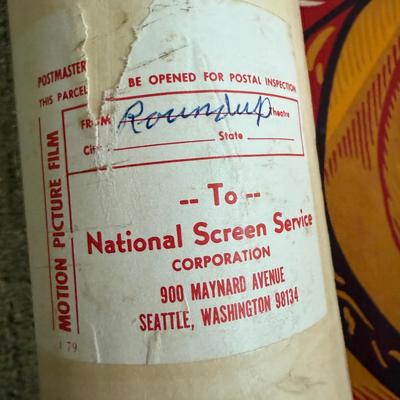 POSTMASTER BE OPENED FOR POSTAL INSPECTION
THIS PARCEL
FROM Roundup Theatre
City State
MOTION PICTURE FILM
-- To --
National Screen Service
CORPORATION
900 MAYNARD AVENUE
SEATTLE, WASHINGTON 98134
79